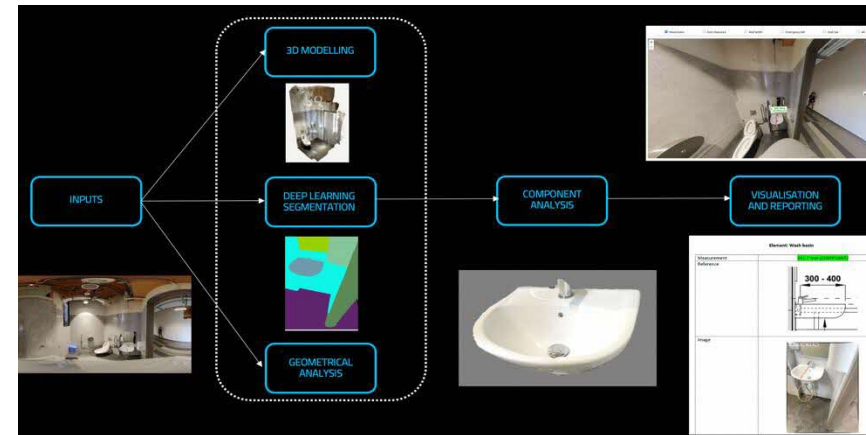 3D MODELLING
INPUTS
DEEP LEARNING
SEGMENTATION
COMPONENT
ANALYSIS
VISUALISATION
AND REPORTING
GEOMETRICAL
ANALYSIS
Element: Wash basin
Measurement
Reference
300 - 400
Image